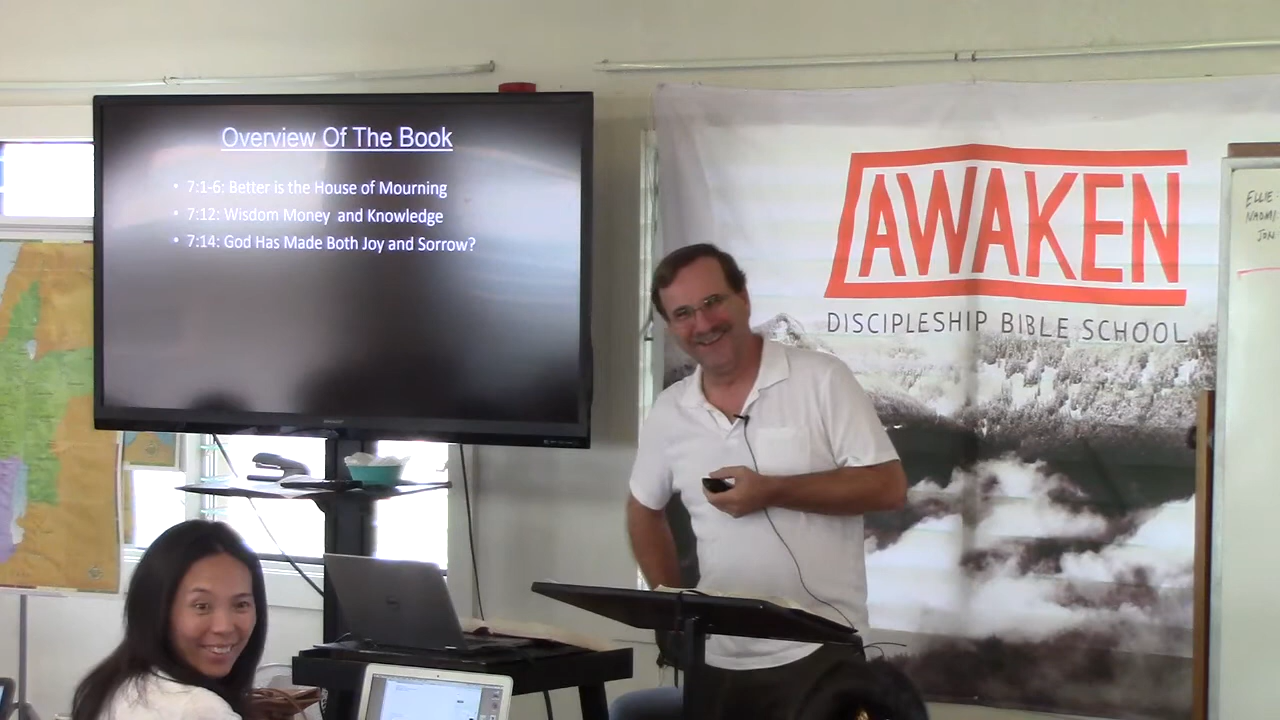 Overview Of The Book
• 7:1-6: Better is the House of Mourning
• 7:12: Wisdom Money and Knowledge
• 7:14: God Has Made Both Joy and Sorrow?
AWAKEN
DISCIPLESHIP BIBLE SCHOOL
ELLIE
NAOMI